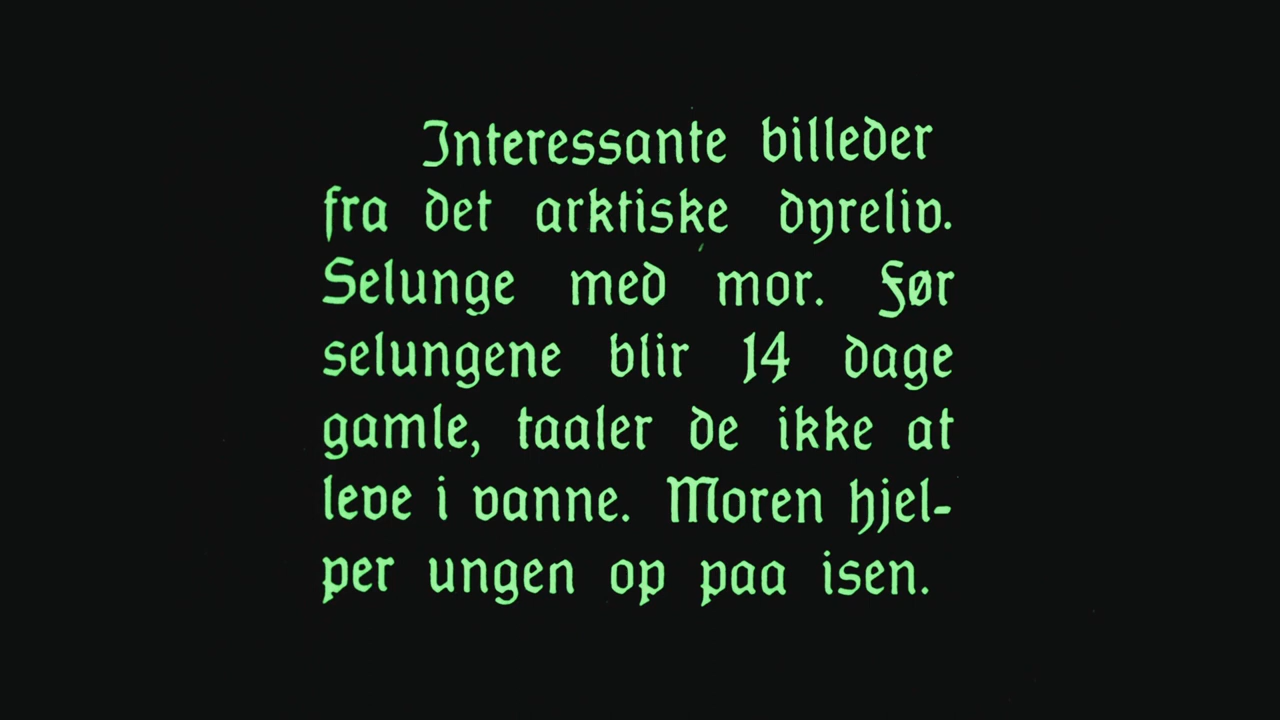 Interessante billeder
fra det arktiske dyreliv.
Selunge med mor. Før
selungene blir 14 dage
gamle, taaler de ikke at
leve i vanne. Moren hjel-
per ungen op paa isen.